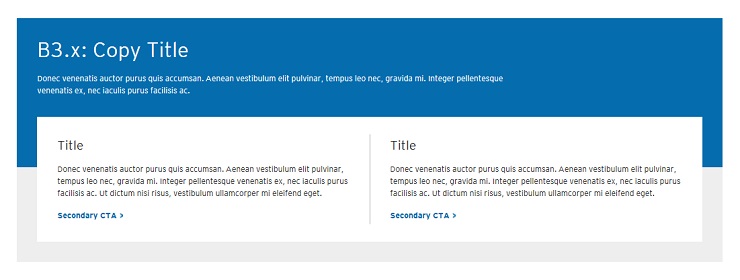 B3.x: Copy Title
Donec venenatis auctor purus quis accumsan. Aenean vestibulum elit pulvinar, tempus leo nec, gravida mi. Integer pellentesque
venenatis ex, nec iaculis purus facilisis ac.
Title
Donec venenatis auctor purus quis accumsan. Aenean vestibulum elit pulvinar,
tempus leo nec, gravida mi. Integer pellentesque venenatis ex, nec iaculis purus
facilisis ac. Ut dictum nisi risus, vestibulum ullamcorper mi eleifend eget.
Secondary CTA >
Title
Donec venenatis auctor purus quis accumsan. Aenean vestibulum elit pulvinar,
tempus leo nec, gravida mi. Integer pellentesque venenatis ex, nec iaculis purus
facilisis ac. Ut dictum nisi risus, vestibulum ullamcorper mi eleifend eget.
Secondary CTA >